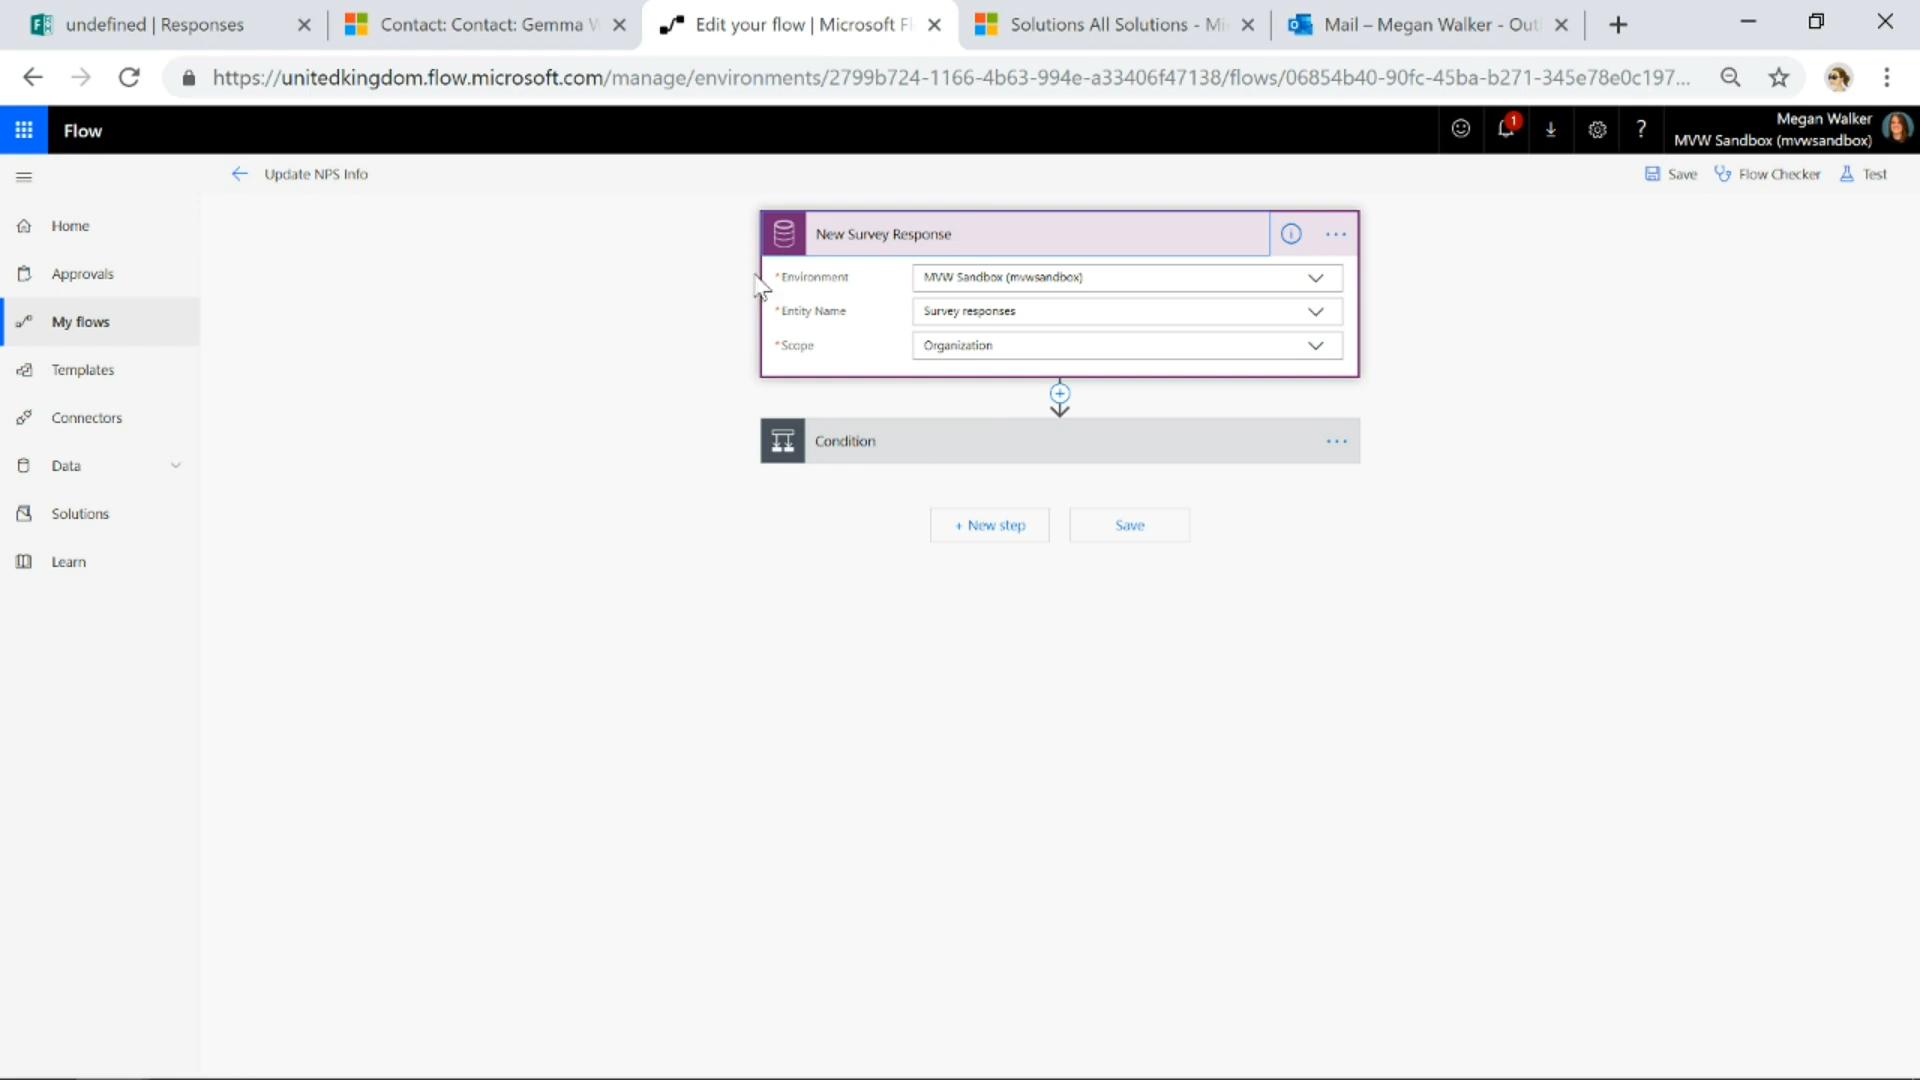 undefined | Responses
Contact: Contact: Gemma
Edit your flow | Microsoft Fl
Solutions All Solutions - Mi
Mail – Megan Walker - Outl
https://unitedkingdom.flow.microsoft.com/manage/environments/2799b724-1166-4b63-994e-a33406f47138/flows/06854b40-90fc-45ba-b271-345e78e0c197...
Flow
1
?
Megan Walker
MVW Sandbox (mvwsandbox)
Update NPS Info
Save
Flow Checker
Test
Home
Approvals
My flows
Templates
Connectors
Data
Solutions
Learn
New Survey Response
* Environment
MVW Sandbox (mvwsandbox)
* Entity Name
Survey responses
* Scope
Organization
Condition
+ New step
Save